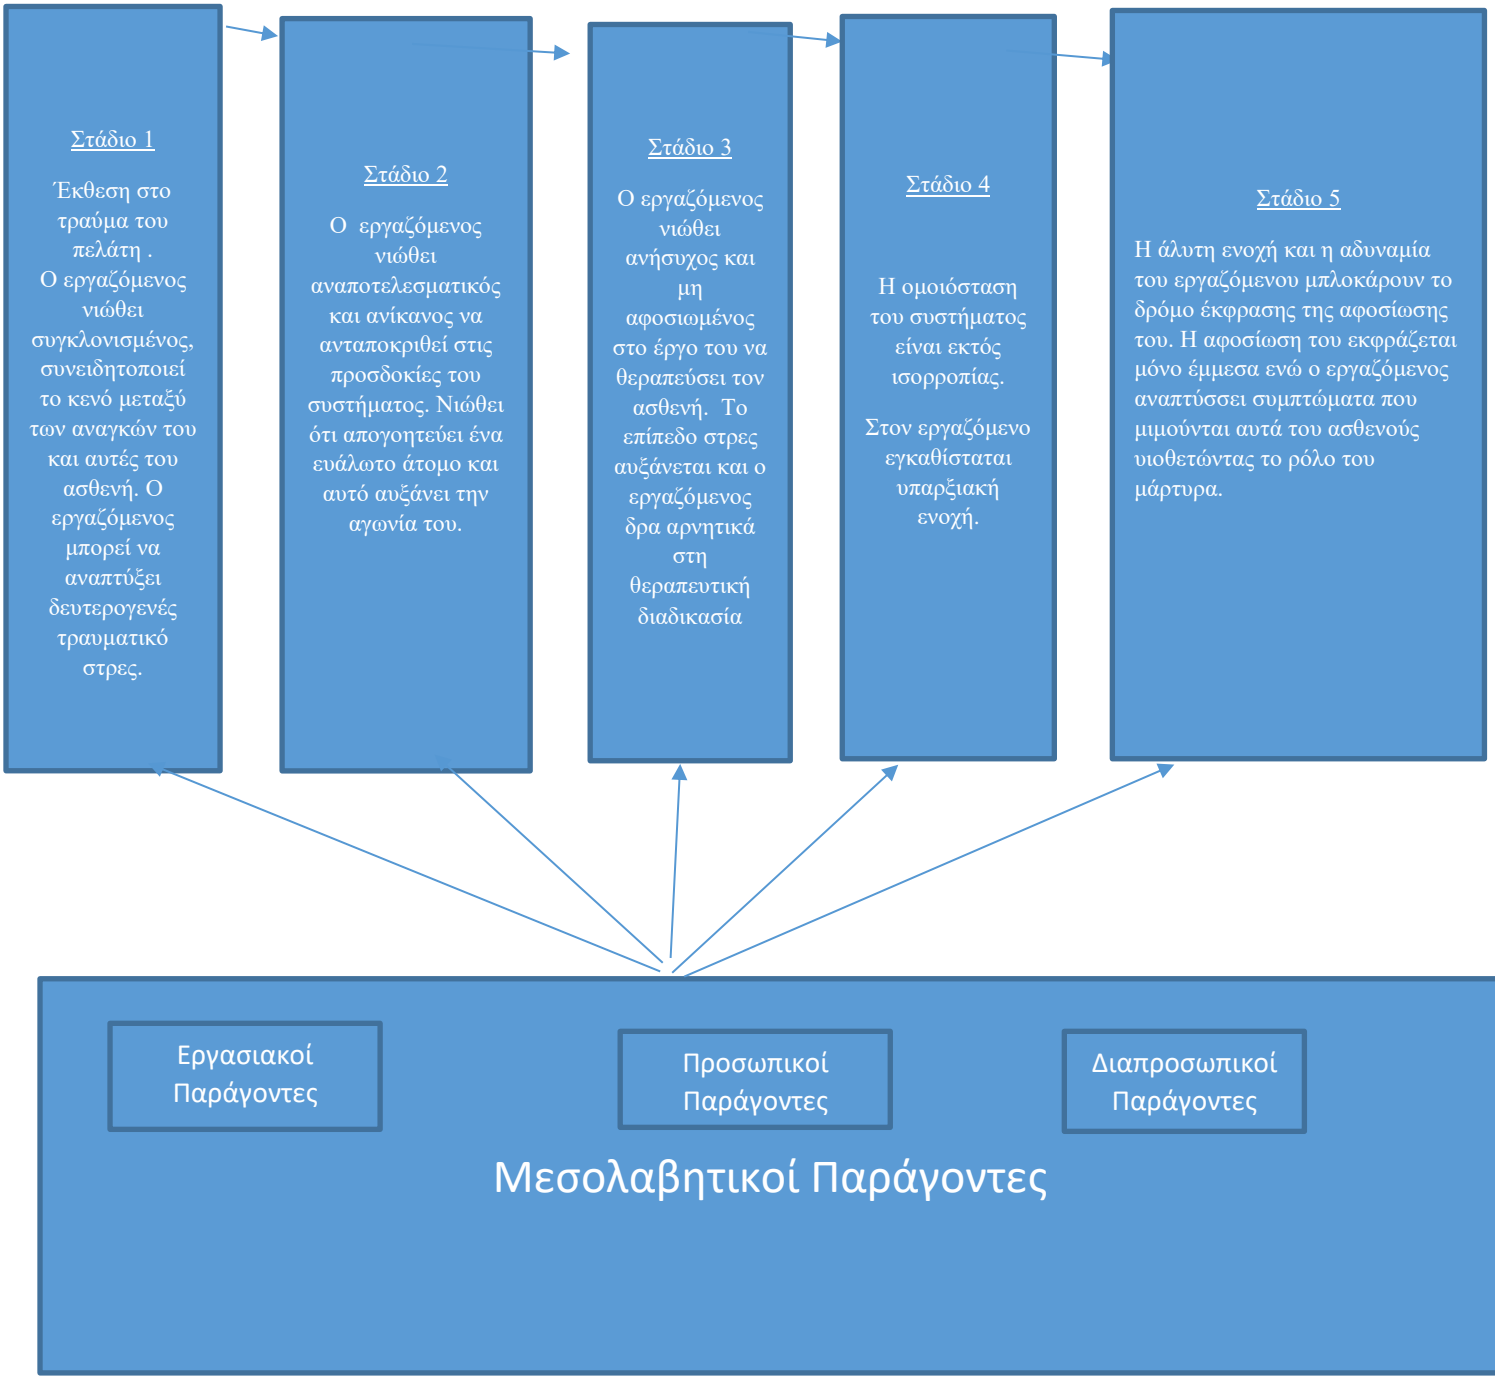 Στάδιο 1
Έκθεση στο
τραύμα του
πελάτη .
Ο εργαζόμενος
νιώθει
συγκλονισμένος,
συνειδητοποιεί
το κενό μεταξύ
των αναγκών του
και αυτές του
ασθενή. Ο
εργαζόμενος
μπορεί να
αναπτύξει
δευτερογενές
τραυματικό
στρες.
Στάδιο 2
Ο  εργαζόμενος
νιώθει
αναποτελεσματικός
και ανίκανος να
ανταποκριθεί στις
προσδοκίες του
συστήματος. Νιώθει
ότι απογοητεύει ένα
ευάλωτο άτομο και
αυτό αυξάνει την
αγωνία του.
Στάδιο 3
Ο εργαζόμενος
νιώθει
ανήσυχος και
μη
αφοσιωμένος
στο έργο του να
θεραπεύσει τον
ασθενή.  Το
επίπεδο στρες
αυξάνεται και ο
εργαζόμενος
δρα αρνητικά
στη
θεραπευτική
διαδικασία
Στάδιο 4
Η ομοιόσταση
του συστήματος
είναι εκτός
ισορροπίας.
Στον εργαζόμενο
εγκαθίσταται
υπαρξιακή
ενοχή.
Στάδιο 5
Η άλυτη ενοχή και η αδυναμία
του εργαζόμενου μπλοκάρουν το
δρόμο έκφρασης της αφοσίωσης
του. Η αφοσίωση του εκφράζεται
μόνο έμμεσα ενώ ο εργαζόμενος
αναπτύσσει συμπτώματα που
μιμούνται αυτά του ασθενούς
υιοθετώντας το ρόλο του
μάρτυρα.
Εργασιακοί
Παράγοντες
Προσωπικοί
Παράγοντες
Διαπροσωπικοί
Παράγοντες
Μεσολαβητικοί Παράγοντες